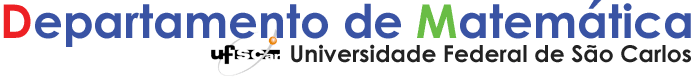 Departamento de Matemática
ufscar Universidade Federal de São Carlos